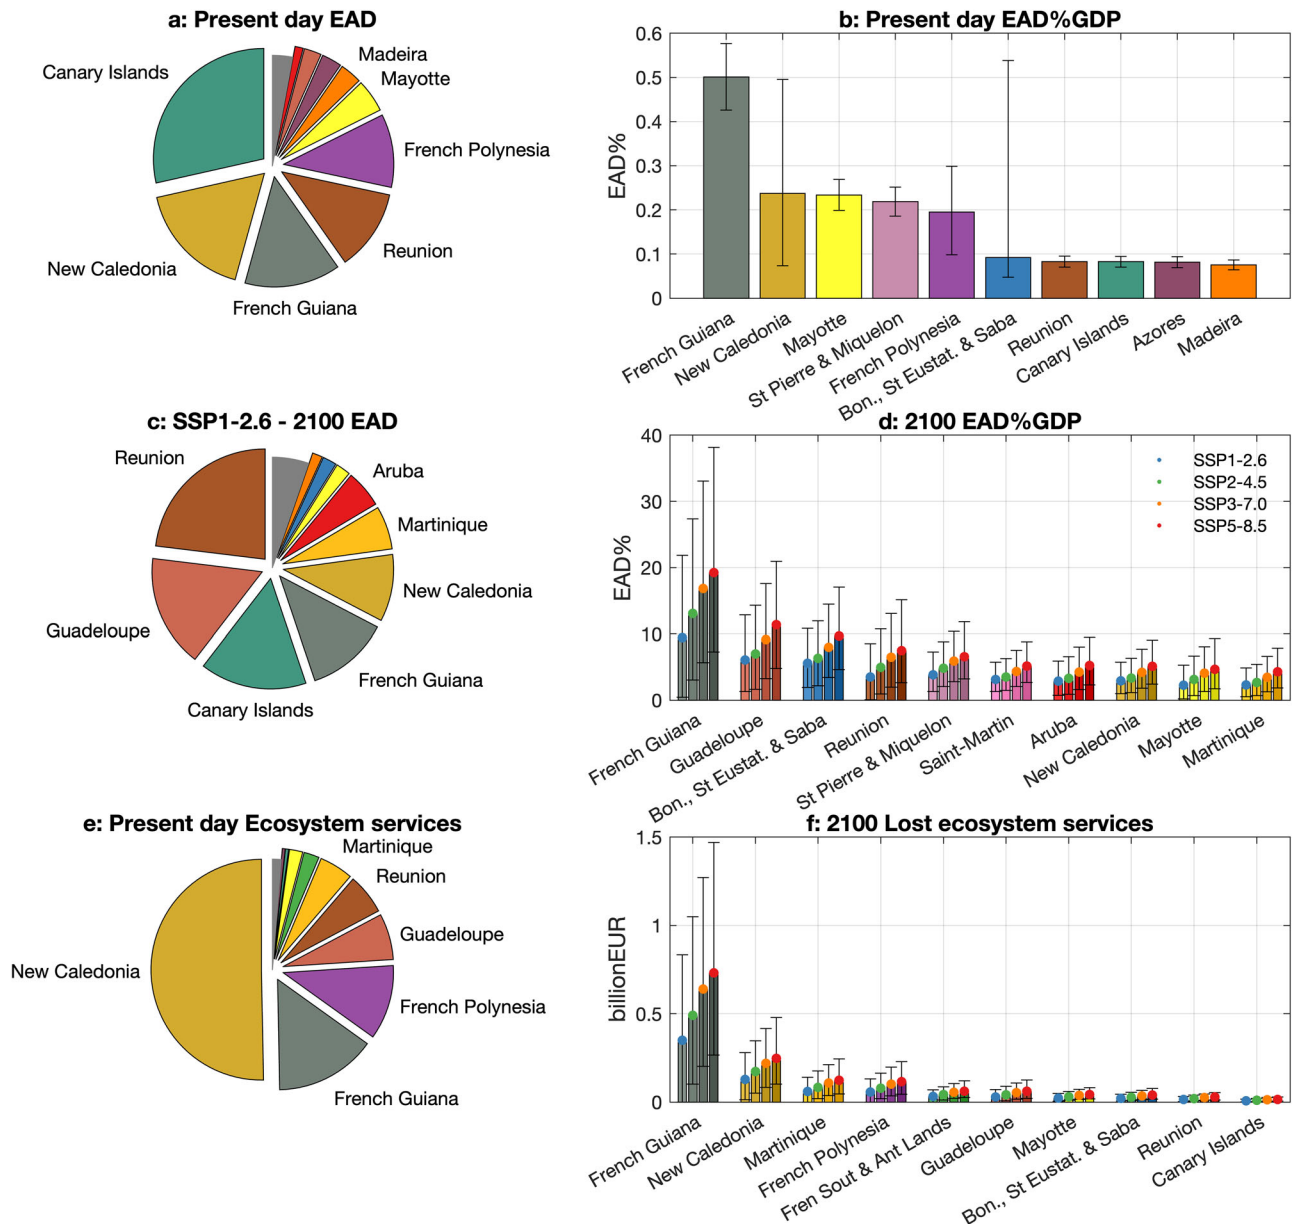 a: Present day EAD
Canary Islands
Madeira
Mayotte
French Polynesia
Reunion
French Guiana
New Caledonia
b: Present day EAD%GDP
EAD%
0.6
0.5
0.4
0.3
0.2
0.1
0
French Guiana
New Caledonia
Mayotte
St Pierre & Miquelon
French Polynesia
Bon., St Eustat. & Saba
Reunion
Canary Islands
Azores
Madeira
c: SSP1-2.6 - 2100 EAD
Reunion
Aruba
Martinique
New Caledonia
French Guiana
Canary Islands
Guadeloupe
d: 2100 EAD%GDP
EAD%
40
30
20
10
0
SSP1-2.6
SSP2-4.5
SSP3-7.0
SSP5-8.5
French Guiana
Guadeloupe
Bon., St Eustat. & Saba
Reunion
St Pierre & Miquelon
Saint-Martin
Aruba
New Caledonia
Mayotte
Martinique
e: Present day Ecosystem services
Martinique
Reunion
Guadeloupe
French Polynesia
French Guiana
New Caledonia
f: 2100 Lost ecosystem services
billionEUR
1.5
1
0.5
0
French Guiana
New Caledonia
Martinique
French Polynesia
Fren Sout & Ant Lands
Guadeloupe
Mayotte
Bon., St Eustat. & Saba
Reunion
Canary Islands